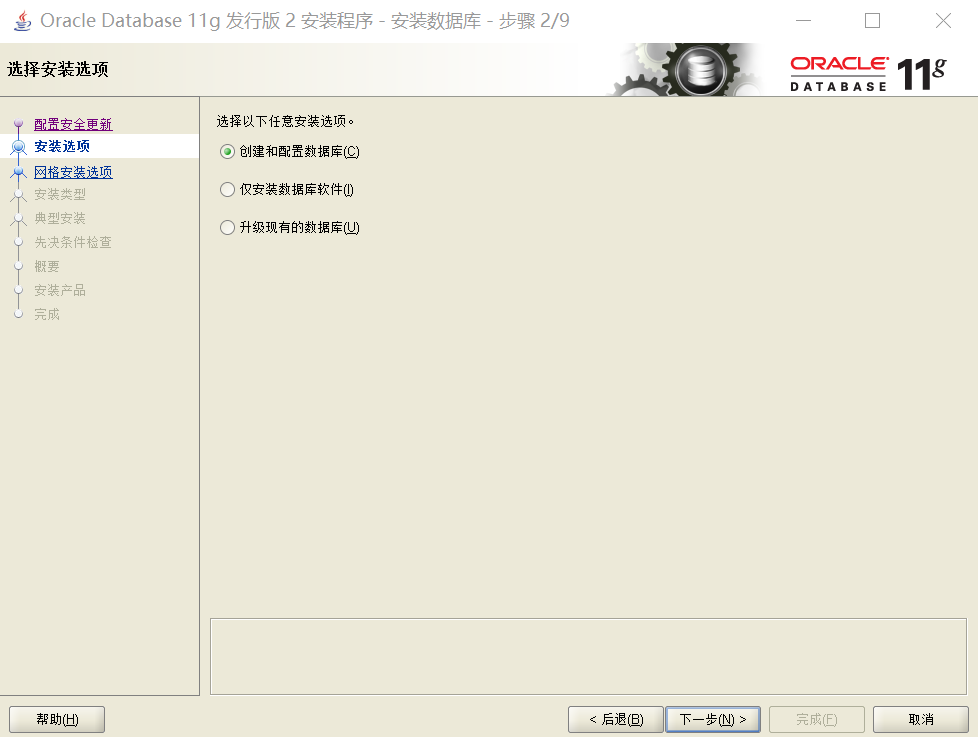 Oracle Database 11g 发行版 2 安装程序 - 安装数据库 - 步骤 2/9
选择安装选项
ORACLE
DATABASE
11g
配置安全更新
安装选项
网格安装选项
安装类型
典型安装
先决条件检查
概要
安装产品
完成
选择以下任意安装选项。
创建和配置数据库(C)
仅安装数据库软件(I)
升级现有的数据库(U)
帮助(H)
< 后退(B)
下一步(N) >
完成(F)
取消